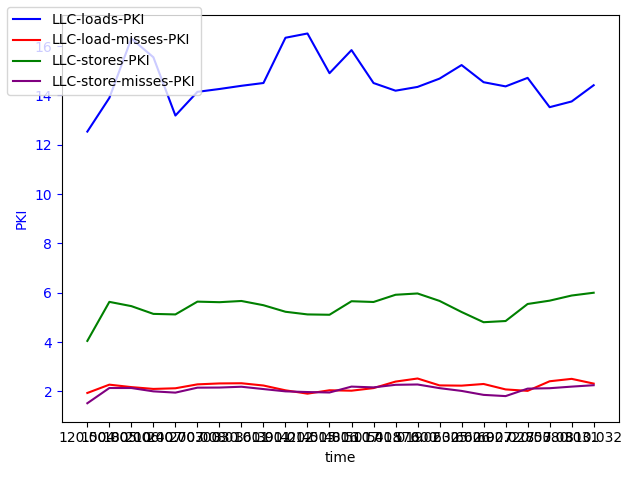 LLC-loads-PKI
LLC-load-misses-PKI
LLC-stores-PKI
LLC-store-misses-PKI
16
14
12
10
8
6
4
2
PKI
time